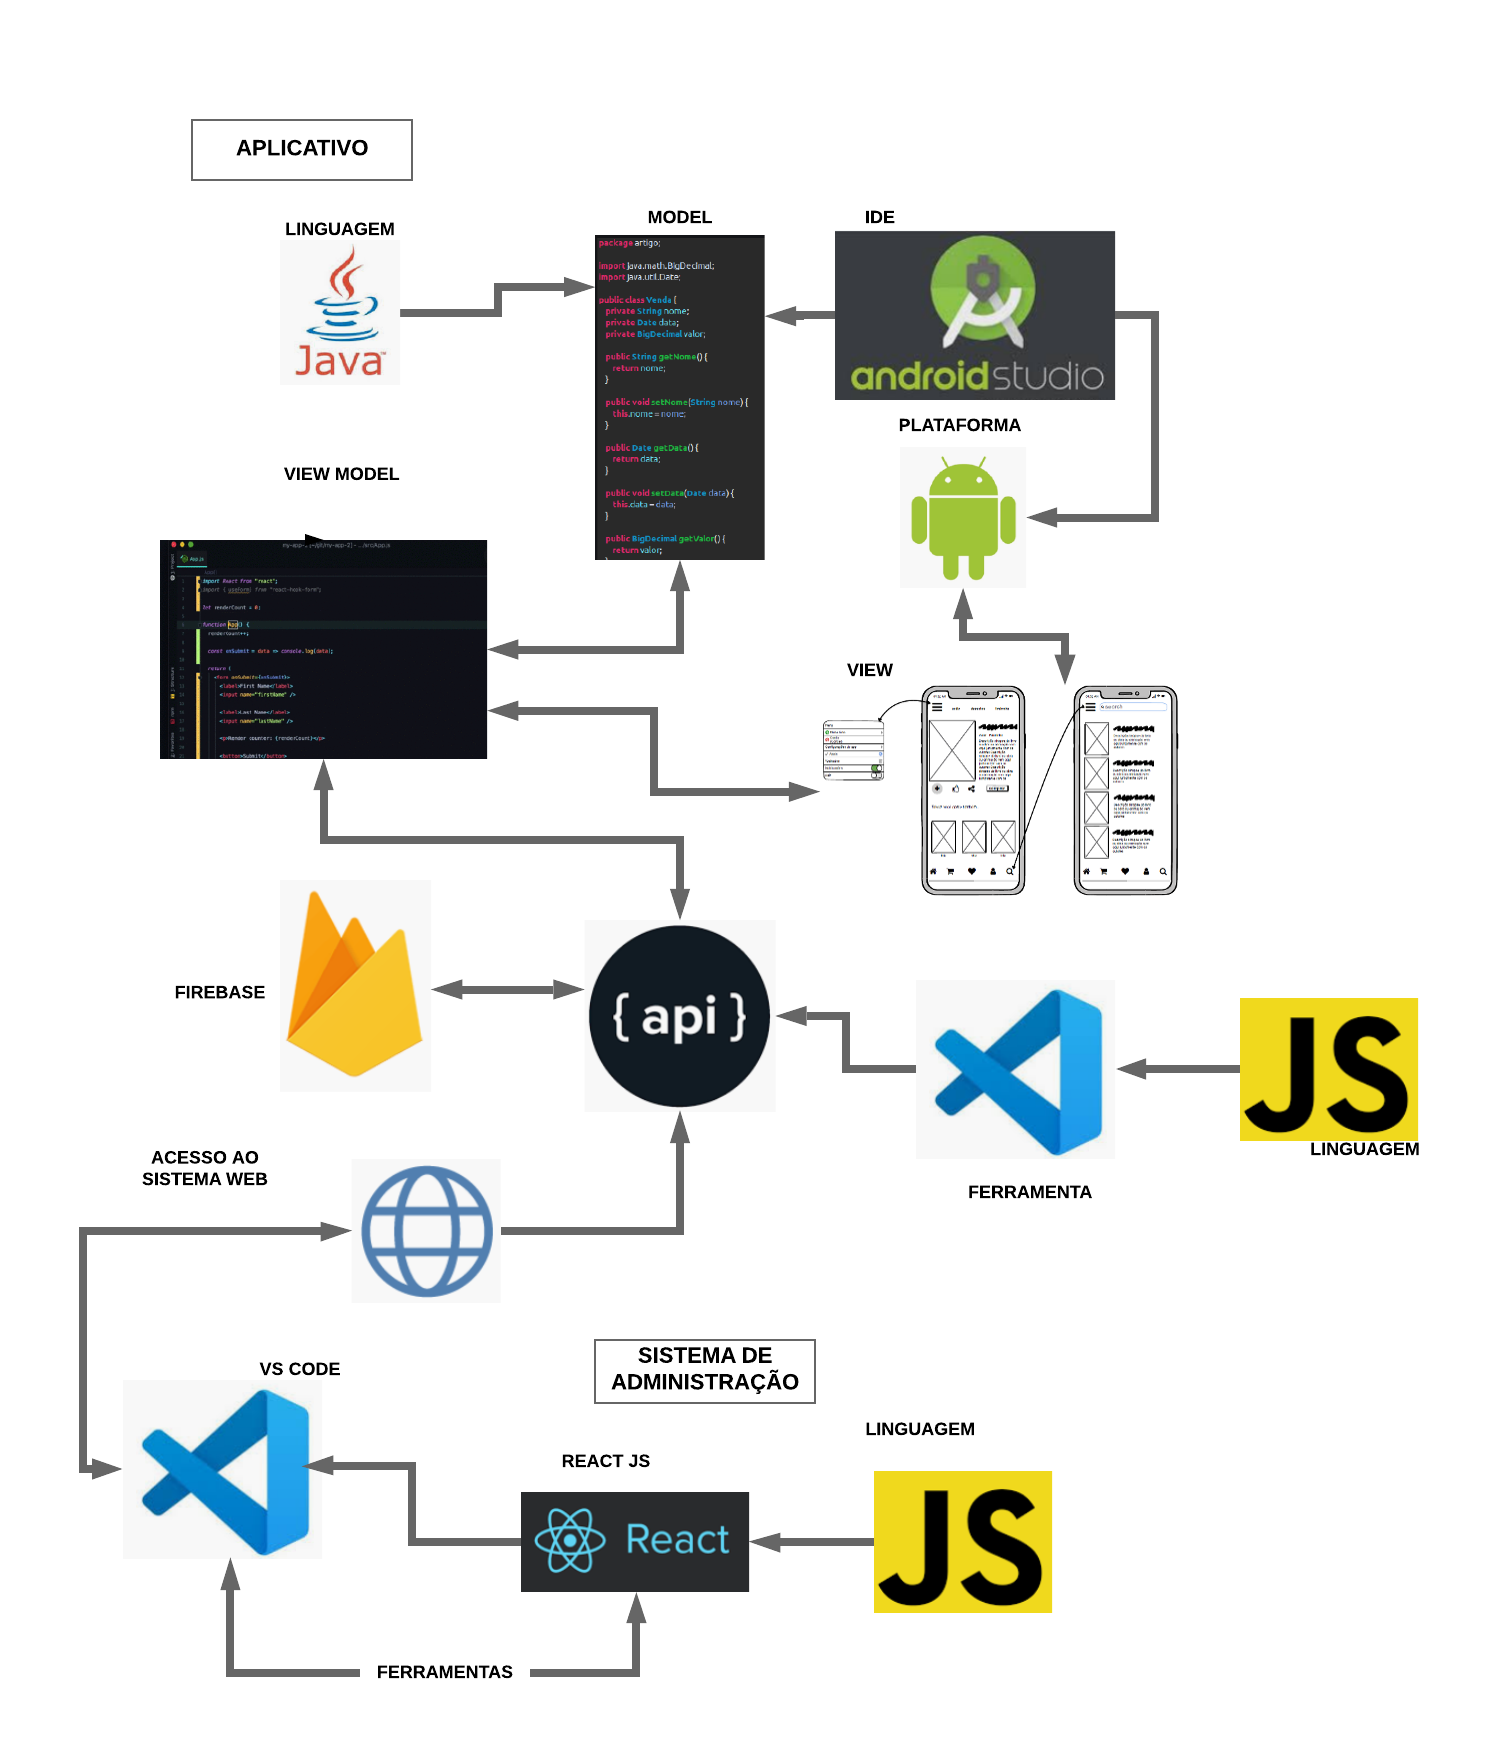 APLICATIVO
LINGUAGEM
Java
MODEL
package artigo;
import java.math.BigDecimal;
import java.util.Date;
public class Venda {
private String nome;
private Date data;
private BigDecimal valor;
public String getNome() {
return nome;
}
public void setNome(String nome) {
this.nome = nome;
}
public Date getData() {
return data;
}
public void setData(Date data) {
this.data = data;
}
public BigDecimal getValor() {
return valor;
IDE
androidstudio
PLATAFORMA
VIEW MODEL
App.js
import React from "react";
import { useForm } from "react-hook-form";
let renderCount = 0;
function App() {
renderCount++;
const onSubmit = data => console.log(data);
return (
<form onSubmit={onSubmit}>
<label>First Name</label>
<input name="firstName" />
<label>Last Name</label>
<input name="lastName" />
<p>Render counter: {renderCount}</p>
<button>Submit</button>
VIEW
FIREBASE
{ api }
JS
LINGUAGEM
FERRAMENTA
ACESSO AO
SISTEMA WEB
SISTEMA DE
ADMINISTRAÇÃO
VS CODE
LINGUAGEM
REACT JS
React
JS
FERRAMENTAS